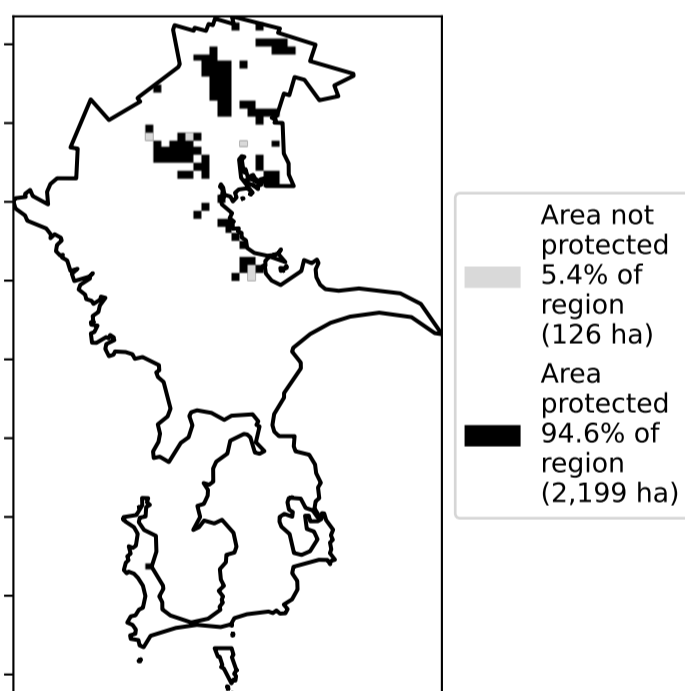 Area not
protected
5.4% of
region
(126 ha)
Area
protected
94.6% of
region
(2,199 ha)